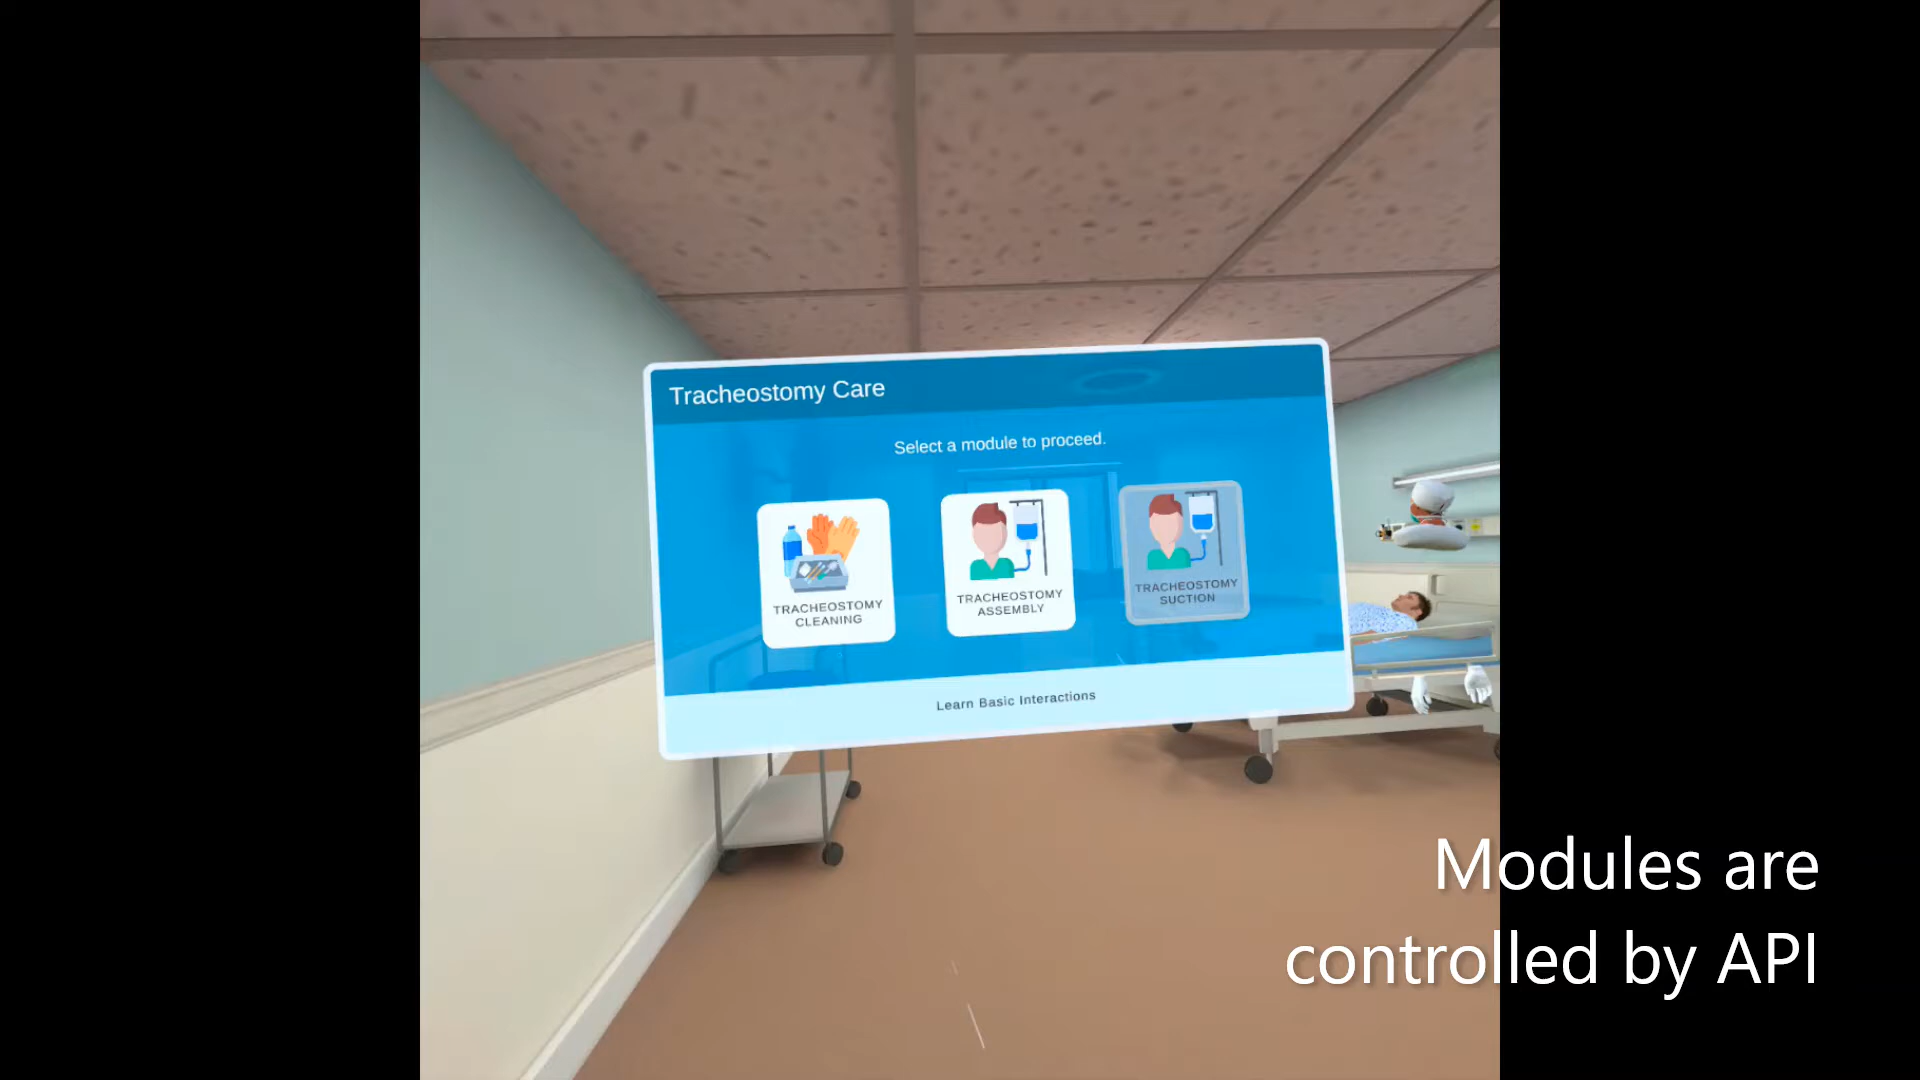 Tracheostomy Care
Select a module to proceed.
TRACHEOSTOMY
CLEANING
TRACHEOSTOMY
ASSEMBLY
TRACHEOSTOMY
SUCTION
Learn Basic Interactions
Modules are
controlled by API